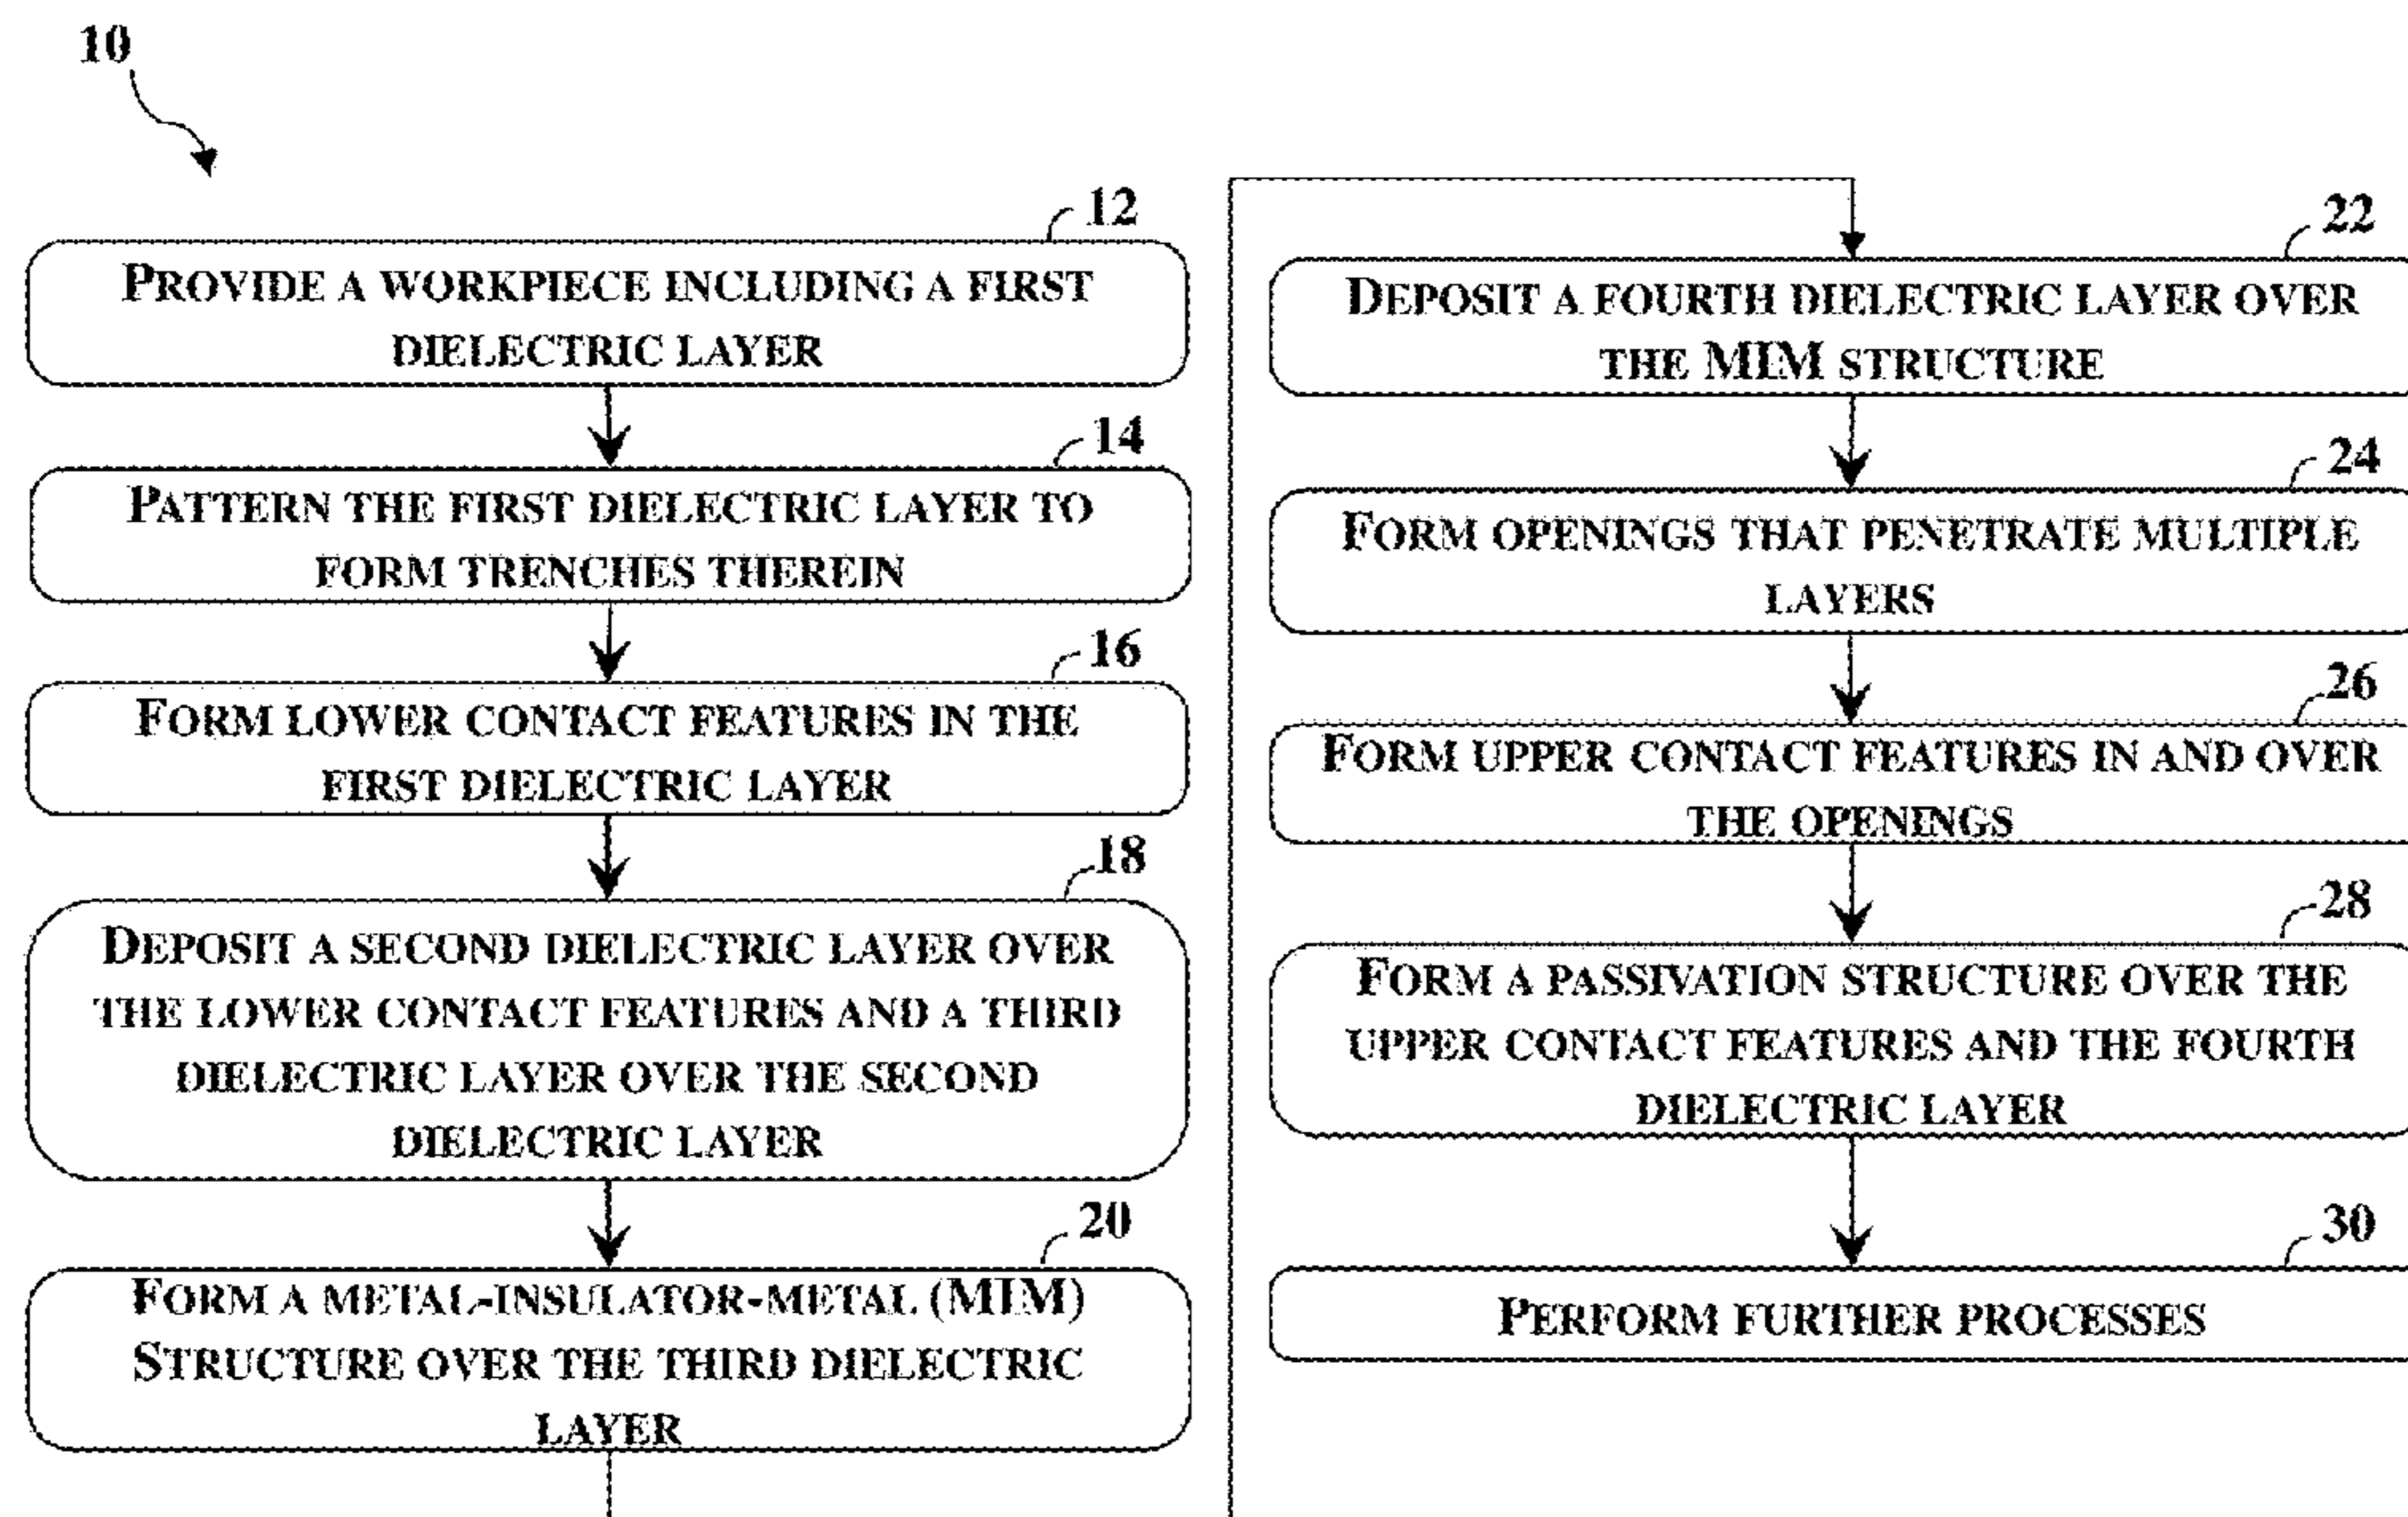 10
12
PROVIDE A WORKPIECE INCLUDING A FIRST
DIELECTRIC LAYER
14
PATTERN THE FIRST DIELECTRIC LAYER TO
FORM TRENCHES THEREIN
16
FORM LOWER CONTACT FEATURES IN THE
FIRST DIELECTRIC LAYER
18
DEPOSIT A SECOND DIELECTRIC LAYER OVER
THE LOWER CONTACT FEATURES AND A THIRD
DIELECTRIC LAYER OVER THE SECOND
DIELECTRIC LAYER
20
FORM A METAL-INSULATOR-METAL (MIM)
STRUCTURE OVER THE THIRD DIELECTRIC
LAYER
22
DEPOSIT A FOURTH DIELECTRIC LAYER OVER
THE MIM STRUCTURE
24
FORM OPENINGS THAT PENETRATE MULTIPLE
LAYERS
26
FORM UPPER CONTACT FEATURES IN AND OVER
THE OPENINGS
28
FORM A PASSIVATION STRUCTURE OVER THE
UPPER CONTACT FEATURES AND THE FOURTH
DIELECTRIC LAYER
30
PERFORM FURTHER PROCESSES